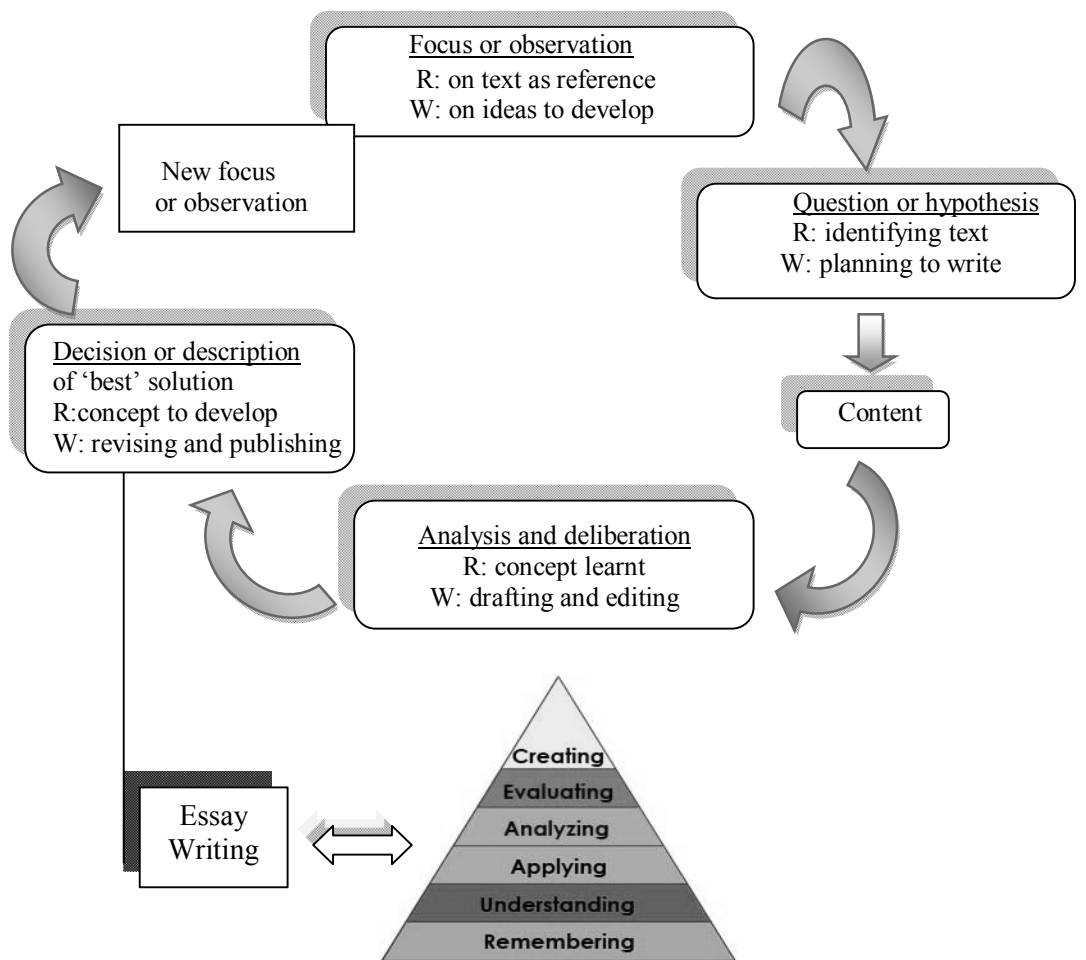 Focus or observation
R: on text as reference
W: on ideas to develop
New focus
or observation
Question or hypothesis
R: identifying text
W: planning to write
Decision or description
of ‘best’ solution
R:concept to develop
W: revising and publishing
Content
Analysis and deliberation
R: concept learnt
W: drafting and editing
Essay
Writing
Creating
Evaluating
Analyzing
Applying
Understanding
Remembering